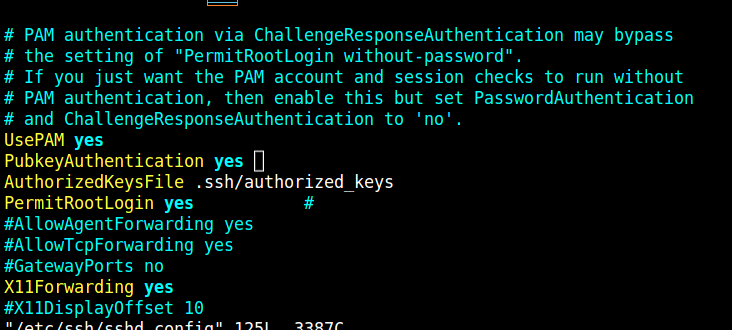 # PAM authentication via ChallengeResponseAuthentication may bypass
# the setting of "PermitRootLogin without-password".
# If you just want the PAM account and session checks to run without
# PAM authentication, then enable this but set PasswordAuthentication
# and ChallengeResponseAuthentication to 'no'.
UsePAM yes
PubkeyAuthentication yes
AuthorizedKeysFile .ssh/authorized_keys
PermitRootLogin yes #
#AllowAgentForwarding yes
#AllowTcpForwarding yes
#GatewayPorts no
X11Forwarding yes
#X11DisplayOffset 10
"/etc/ssh/sshd_config" 125L, 3387C